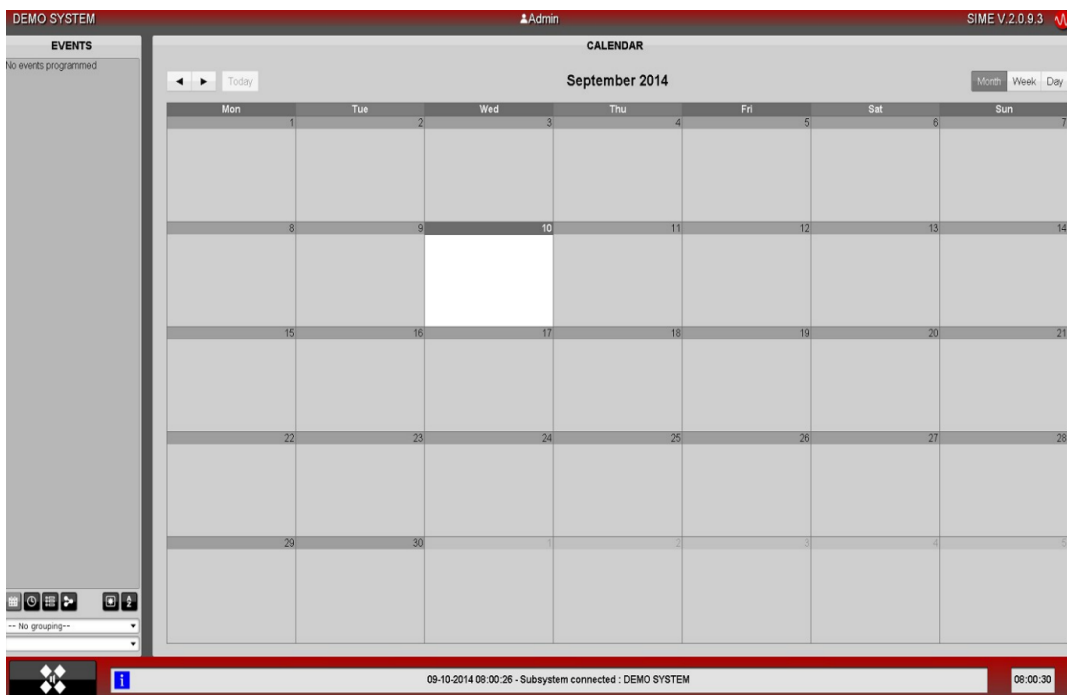 DEMO SYSTEM Admin SIME V.2.0.9.3
EVENTS
No events programmed
CALENDAR
Today September 2014 Month Week Day
Mon Tue Wed Thu Fri Sat Sun
1 2 3 4 5 6 7
8 9 10 11 12 13 14
15 16 17 18 19 20 21
22 23 24 25 26 27 28
29 30 1 2 3 4 5
-- No grouping--
09-10-2014 08:00:26 - Subsystem connected : DEMO SYSTEM
08:00:30